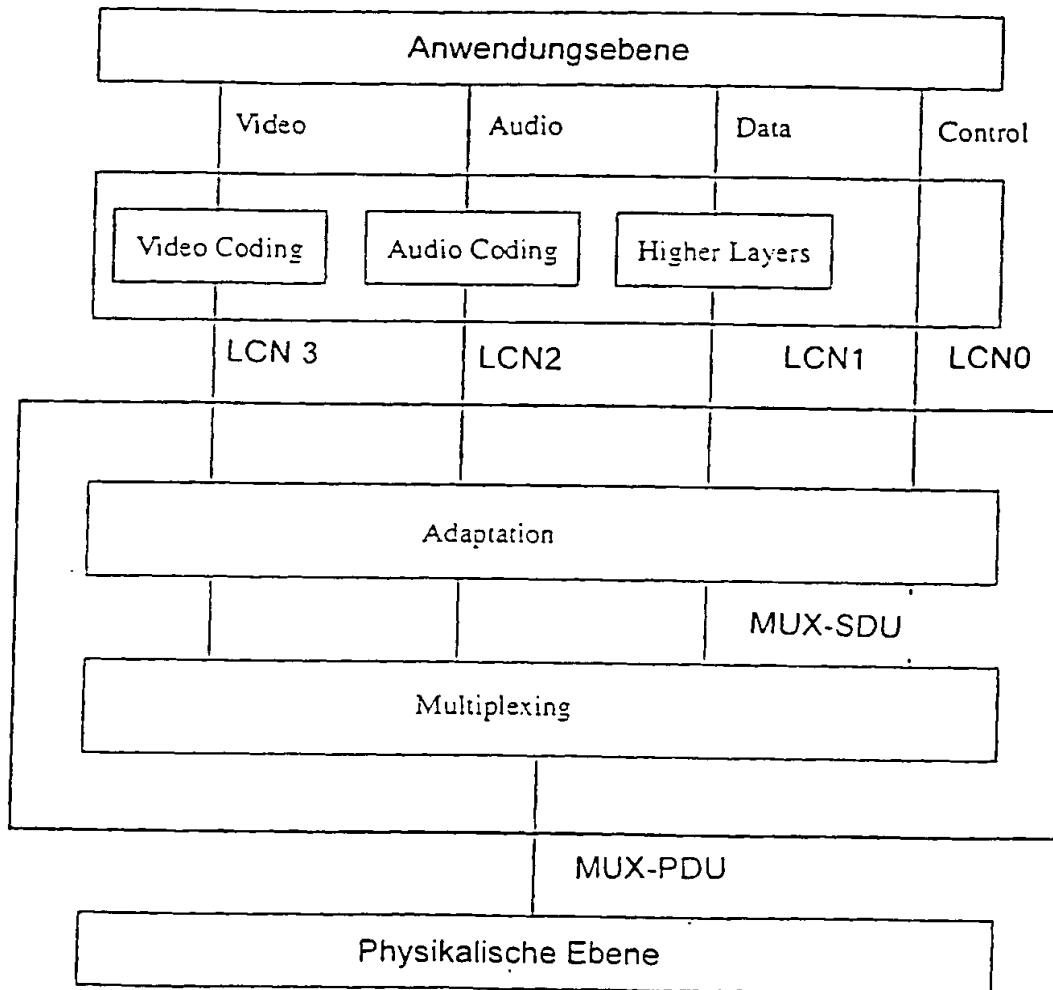 Anwendungsebene
Video Audio Data Control
Video Coding Audio Coding Higher Layers
LCN 3 LCN2 LCN1 LCN0
Adaptation
MUX-SDU
Multiplexing
MUX-PDU
Physikalische Ebene